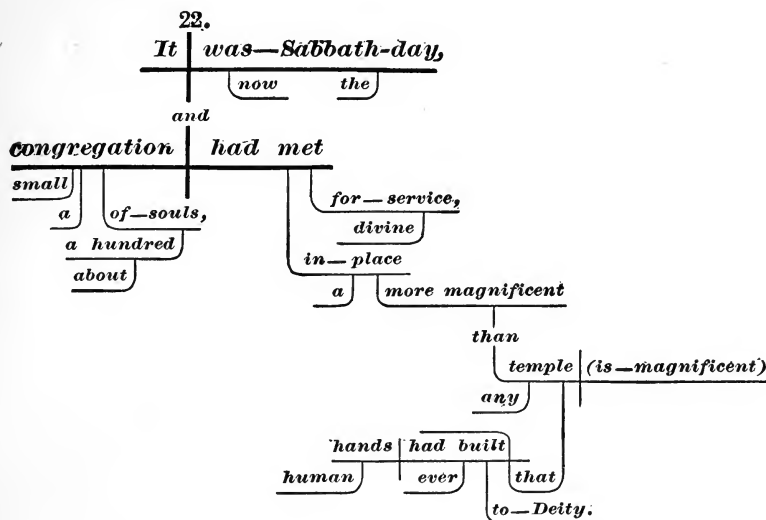 22.
It was—Sabbath-day,
now the
and
congregation had met
small
a of—souls, for—service,
a hundred divine
about in—place
a more magnificent
than
temple (is—magnificent)
any
hands had built
human ever that
to—Deity.